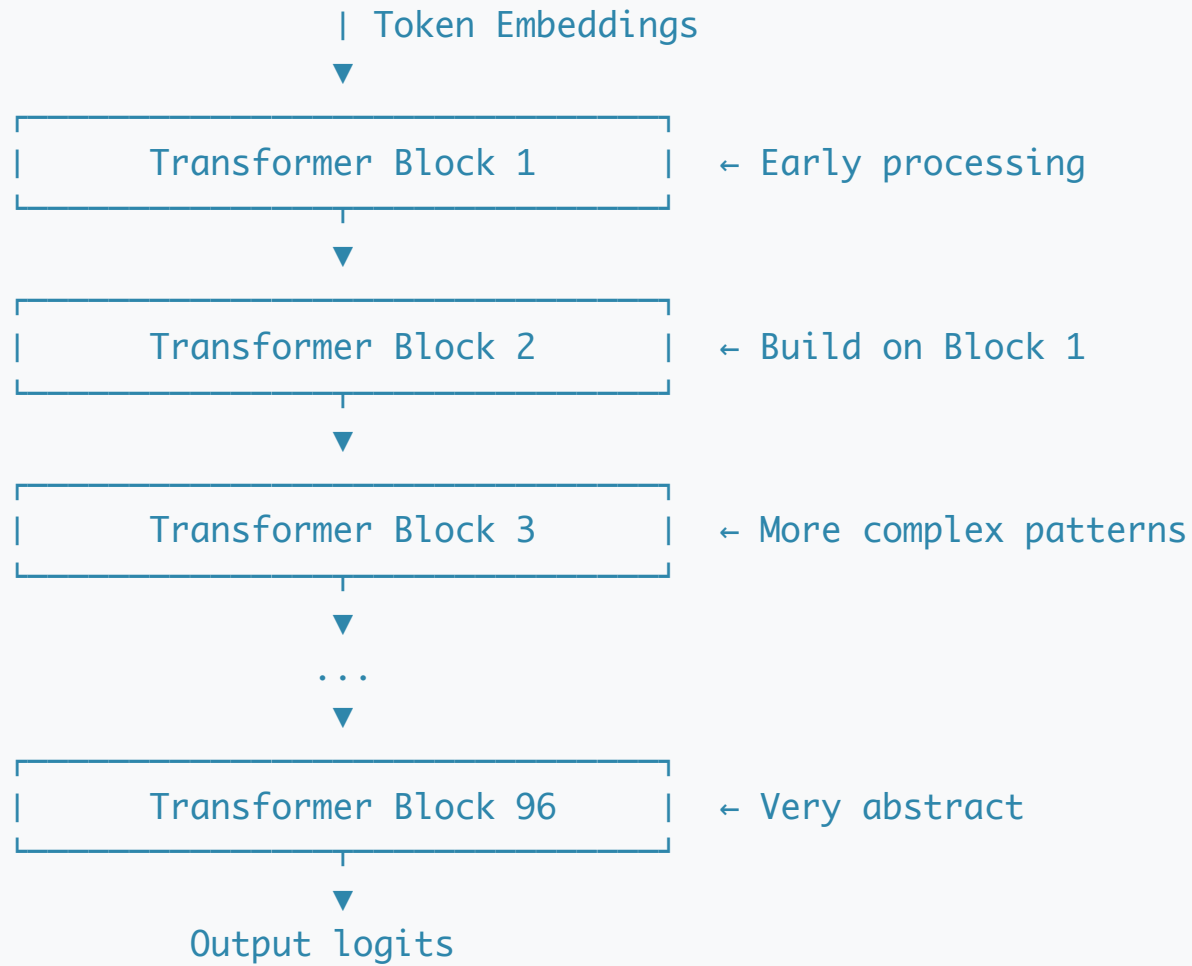 Token Embeddings
Transformer Block 1 ← Early processing
Transformer Block 2 ← Build on Block 1
Transformer Block 3 ← More complex patterns
...
Transformer Block 96 ← Very abstract
Output logits